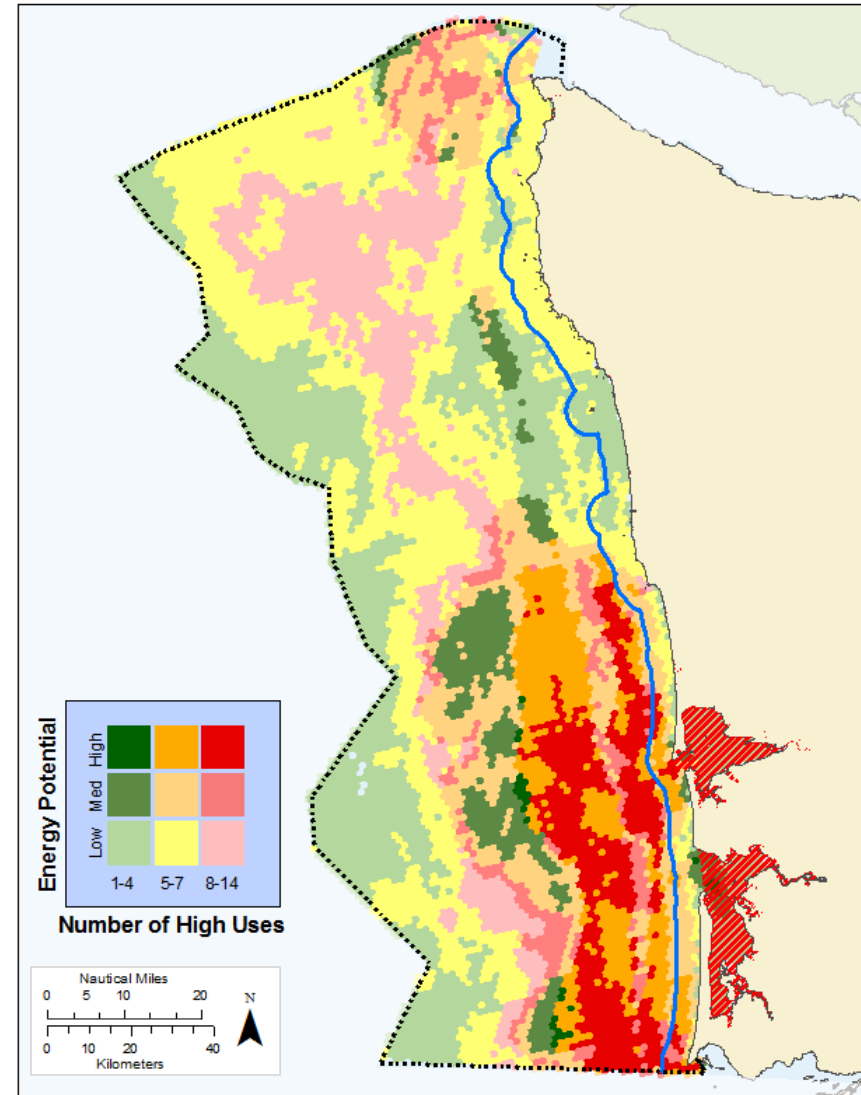 Energy Potential
High
Med
Low
1-4 5-7 8-14
Number of High Uses
Nautical Miles
0 5 10 20
N
0 10 20 40
Kilometers